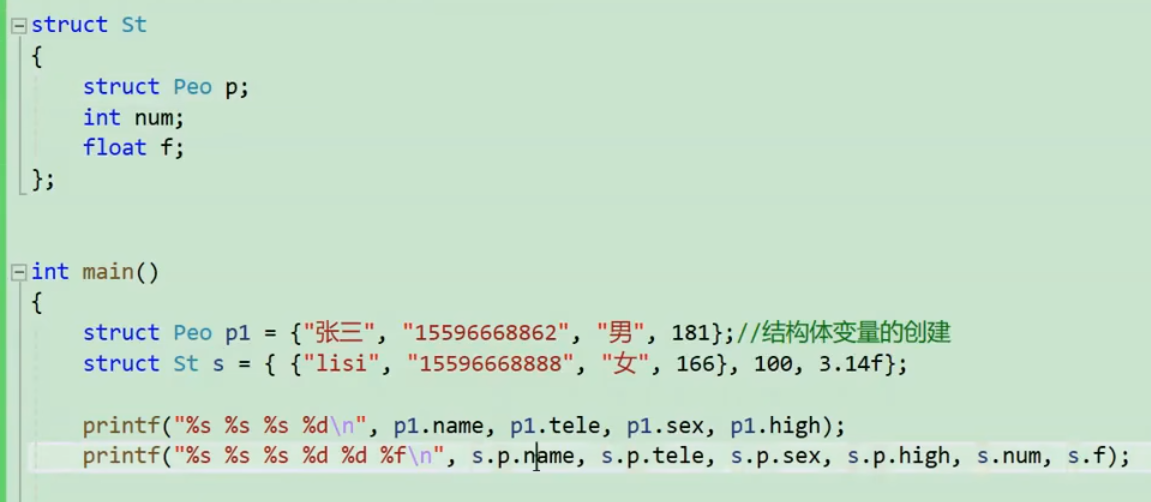 struct St
{
struct Peo p;
int num;
float f;
};
int main()
{
struct Peo p1 = {"张三", "15596668862", "男", 181};//结构体变量的创建
struct St s = { {"lisi", "15596668888", "女", 166}, 100, 3.14f};
printf("%s %s %s %d\n", p1.name, p1.tele, p1.sex, p1.high);
printf("%s %s %s %d %d %f\n", s.p.name, s.p.tele, s.p.sex, s.p.high, s.num, s.f);